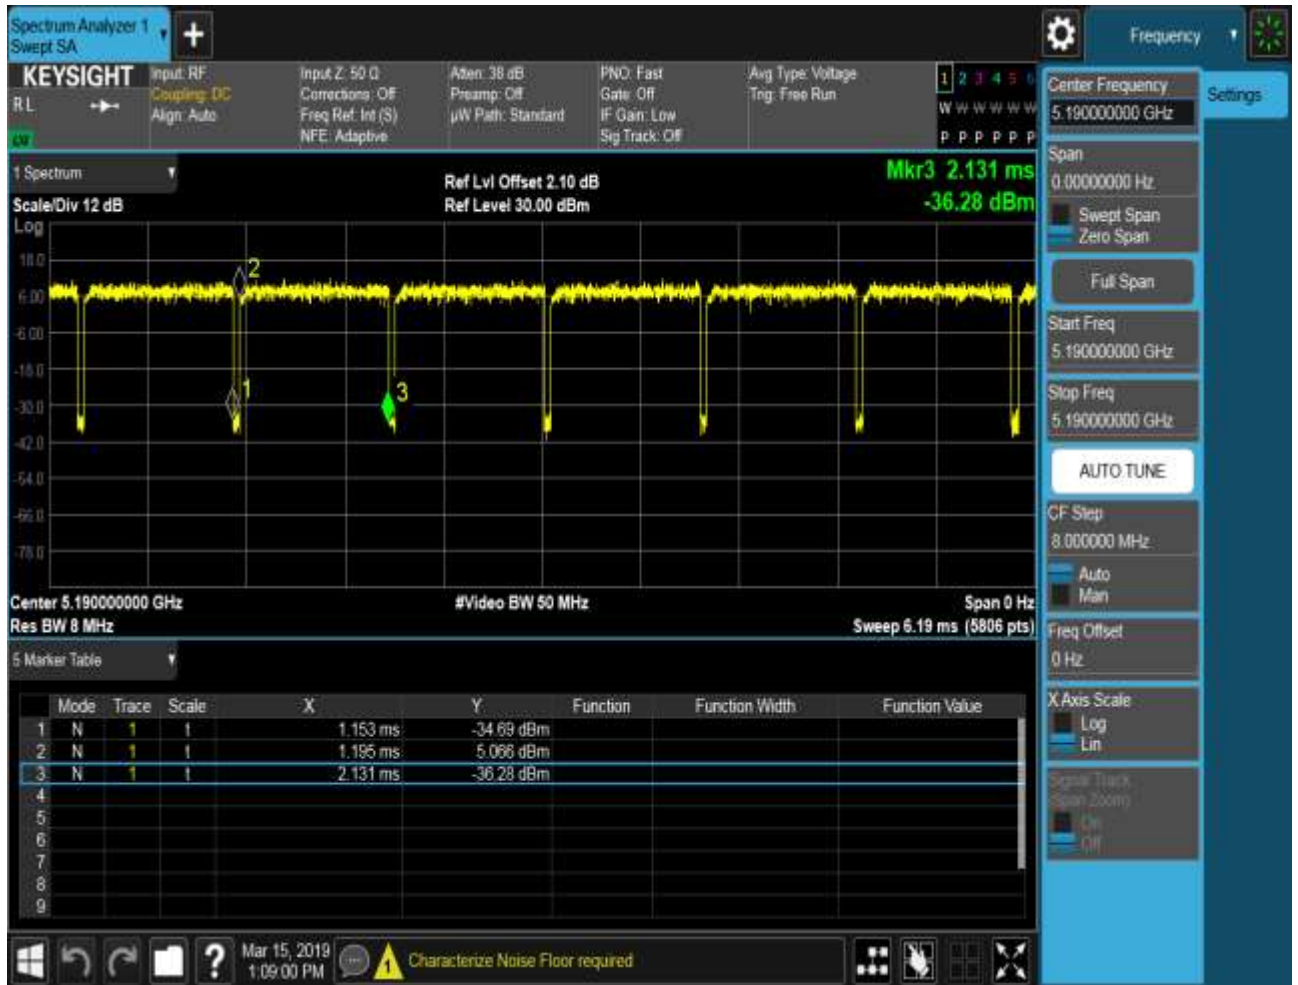 Spectrum Analyzer 1
Swept SA
+
Frequency
KEYSIGHT
RL
Input: RF
Coupling: DC
Align: Auto
Input Z: 50 Ω
Corrections: Off
Freq Ref: Int (S)
NFE: Adaptive
Atten: 38 dB
Preamp: Off
µW Path: Standard
PNO: Fast
Gate: Off
IF Gain: Low
Sig Track: Off
Avg Type: Voltage
Trig: Free Run
1 2 3 4 5 6
W W W W W W
P P P P P P
1 Spectrum
Scale/Div 12 dB
Log
Ref Lvl Offset 2.10 dB
Ref Level 30.00 dBm
Mkr3 2.131 ms
-36.28 dBm
18.0
6.00
-6.00
-18.0
-30.0
-42.0
-54.0
-66.0
-78.0
2
1
3
Center 5.190000000 GHz
Res BW 8 MHz
#Video BW 50 MHz
Span 0 Hz
Sweep 6.19 ms (5806 pts)
5 Marker Table
Mode Trace Scale X Y Function Function Width Function Value
1 N 1 t 1.153 ms -34.69 dBm
2 N 1 t 1.195 ms 5.066 dBm
3 N 1 t 2.131 ms -36.28 dBm
4
5
6
7
8
9
?
Mar 15, 2019
1:09:00 PM
1
Characterize Noise Floor required
Center Frequency
5.190000000 GHz
Settings
Span
0.00000000 Hz
Swept Span
Zero Span
Full Span
Start Freq
5.190000000 GHz
Stop Freq
5.190000000 GHz
AUTO TUNE
CF Step
8.000000 MHz
Auto
Man
Freq Offset
0 Hz
X Axis Scale
Log
Lin
Signal Track
(Span Zoom)
On
Off